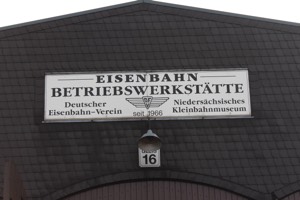 EISENBAHN
BETRIEBSWERKSTÄTTE
Deutscher Niedersächsisches
Eisenbahn-Verein Kleinbahnmuseum
seit 1966
16